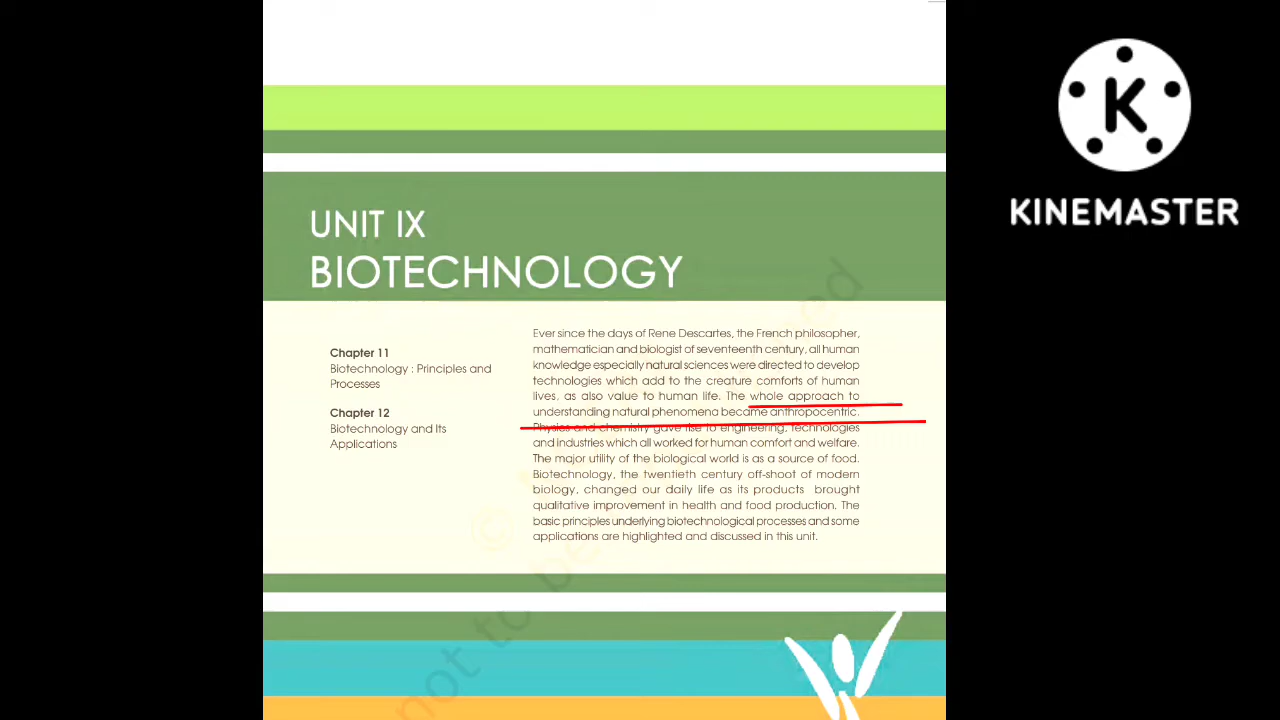 K
KINEMASTER
UNIT IX
BIOTECHNOLOGY
Chapter 11
Biotechnology : Principles and
Processes
Chapter 12
Biotechnology and Its
Applications
Ever since the days of Rene Descartes, the French philosopher,
mathematician and biologist of seventeenth century, all human
knowledge especially natural sciences were directed to develop
technologies which add to the creature comforts of human
lives, as also value to human life. The whole approach to
understanding natural phenomena became anthropocentric.
Physics and chemistry gave rise to engineering, technologies
and industries which all worked for human comfort and welfare.
The major utility of the biological world is as a source of food.
Biotechnology, the twentieth century off-shoot of modern
biology, changed our daily life as its products brought
qualitative improvement in health and food production. The
basic principles underlying biotechnological processes and some
applications are highlighted and discussed in this unit.
not to be